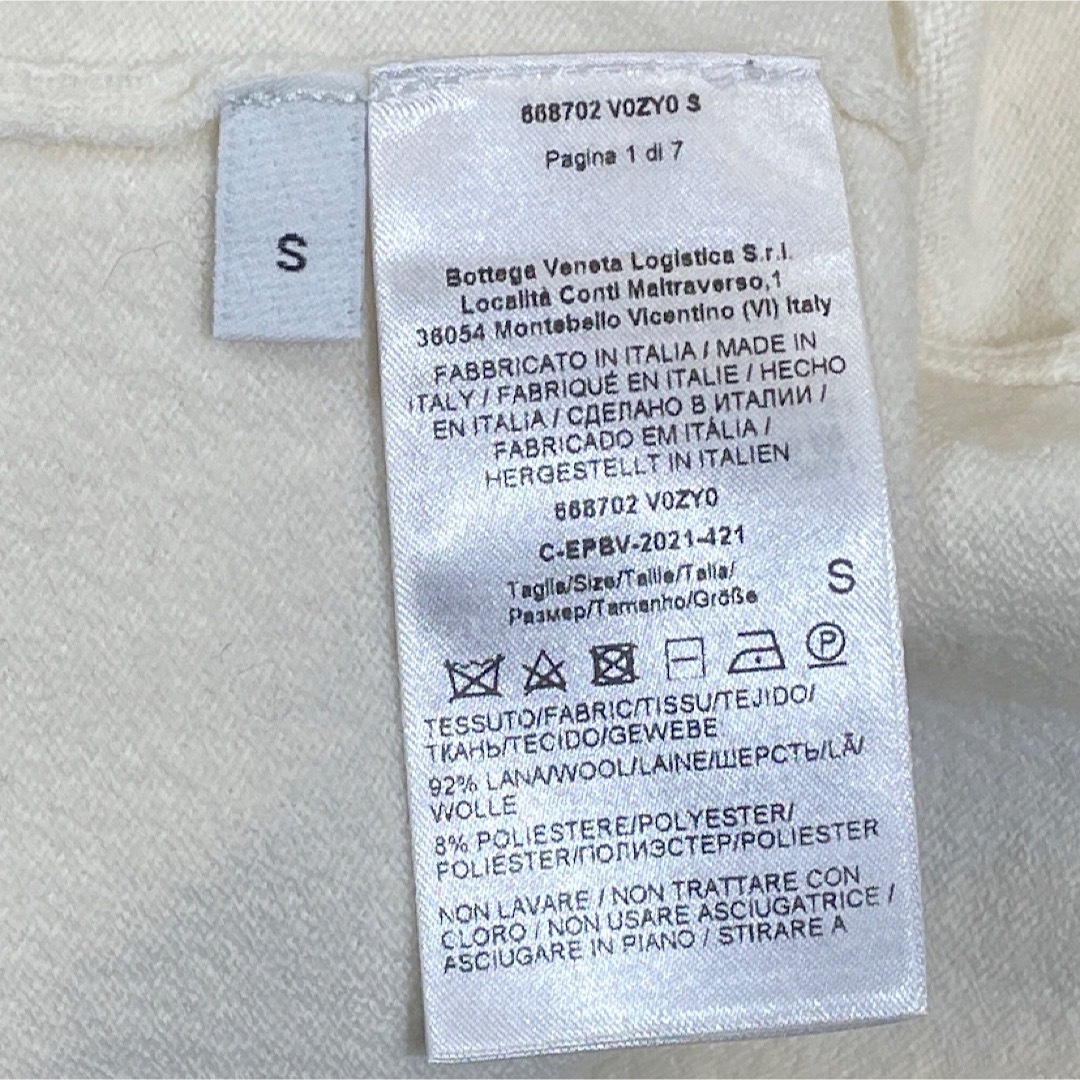 S
668702 V0ZY0 S
Pagina 1 di 7
Bottega Veneta Logistica S.r.l.
Località Conti Maltraverso,1
36054 Montebello Vicentino (VI) Italy
FABBRICATO IN ITALIA / MADE IN
ITALY / FABRIQUÉ EN ITALIE / HECHO
EN ITALIA / СДЕЛАНО В ИТАЛИИ /
FABRICADO EM ITÀLIA /
HERGESTELLT IN ITALIEN
668702 V0ZY0
C-EPBV-2021-421
Taglia/Size/Taille/Talla/
Размер/Tamanho/Größe
S
P
TESSUTO/FABRIC/TISSU/TEJIDO/
ТКАНЬ/TECIDO/GEWEBE
92% LANA/WOOL/LAINE/ШЕРСТЬ/LÃ/
WOLLE
8% POLIESTERE/POLYESTER/
POLIÉSTER/ПОЛИЭСТЕР/POLIESTER
NON LAVARE / NON TRATTARE CON
CLORO / NON USARE ASCIUGATRICE /
ASCIUGARE IN PIANO / STIRARE A